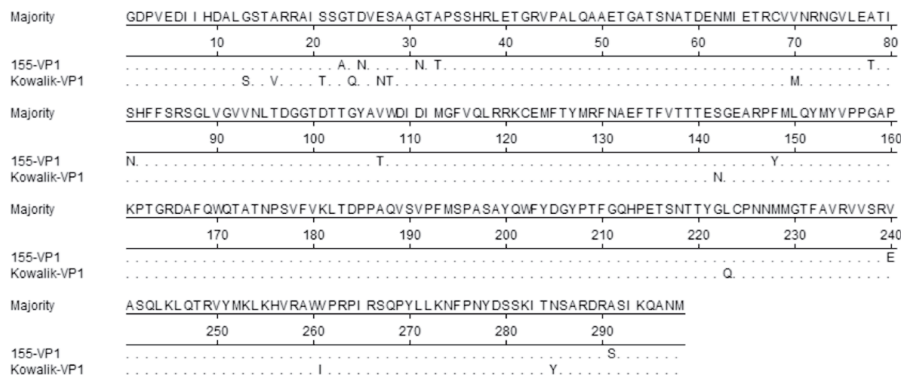 Majority GDPVEDIIHDALGSTARRAISSGTDVESAAGTAPSSHRLETGRVPALQAAETGATSNATDENMIETRCVVNRNGVLEATI
10 20 30 40 50 60 70 80
155-VP1 ......................A.N.....N.T............................................T..
Kowalik-VP1 ............S..V....T..Q..NT.........................................M..........
Majority SHFFSRSGLVGVVNLTDGGTDTTGYAVWDIDIMGFVQLRRKCEMFTYMRFNAEFTFVTTTESGEARPFMLQYMYVPPGAP
90 100 110 120 130 140 150 160
155-VP1 N.........................T........................................Y............
Kowalik-VP1 .............................................................N..................
Majority KPTGRDAFQWQTATNPSVFVKLTDPPAQVSVPFMSPASAYQWFYDGYPTFGQHPETSNTTYGLCPNNMMGTFAVRVVSRV
170 180 190 200 210 220 230 240
155-VP1 ...............................................................................E
Kowalik-VP1 ..............................................................Q.................
Majority ASQLKLQTRVYMKLKHVRAWVPRPIRSQPYLLKNFPNYDSSKITNSARDRASIKQANM
250 260 270 280 290
155-VP1 ..................................................S.......
Kowalik-VP1 ....................I.......................Y.............